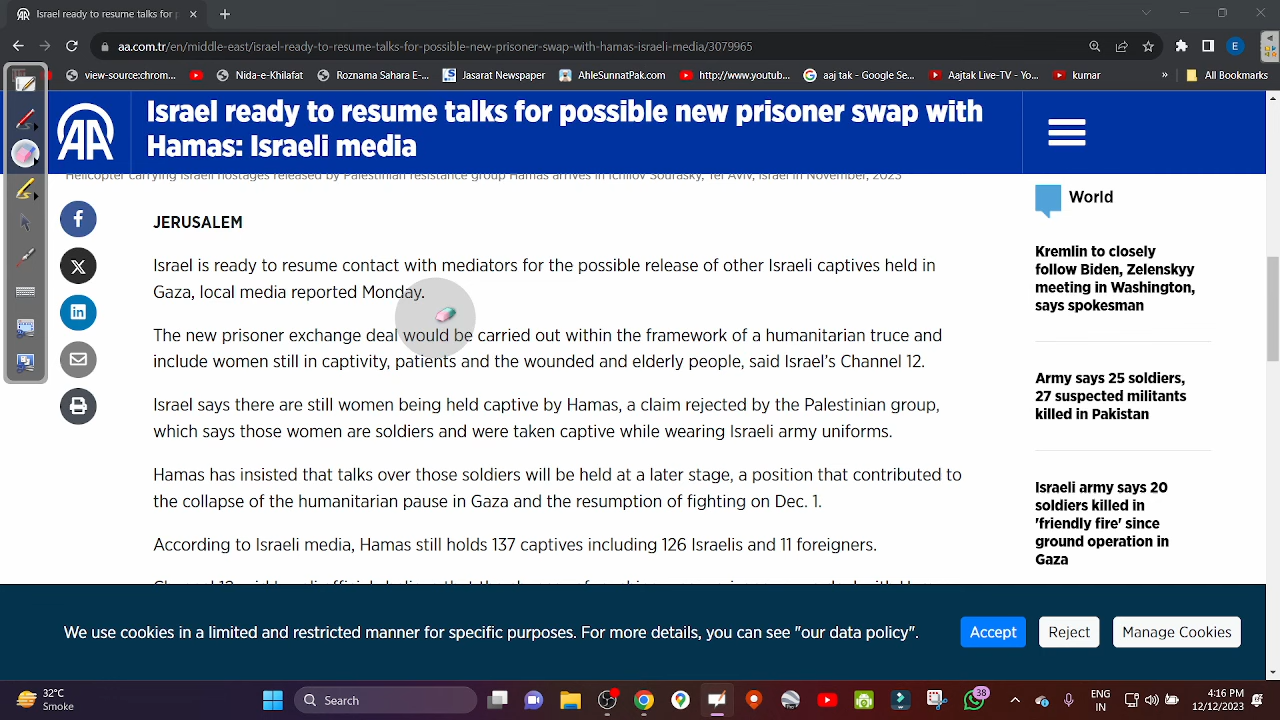 Israel ready to resume talks for p
aa.com.tr/en/middle-east/israel-ready-to-resume-talks-for-possible-new-prisoner-swap-with-hamas-israeli-media/3079965
E
view-sourcechrom...
Nida-e-Khilafat
Rozanama Sahara E-...
Jasarat Newspaper
AhleSunnatPak.com
http://www.youtub...
aaj tak - Google Se...
Aajtak Live-TV - Yo...
kumar
»
All Bookmarks
AA
Israel ready to resume talks for possible new prisoner swap with
Hamas: Israeli media
Helicopter carrying Israeli hostages released by Palestinian resistance group Hamas arrives in Ichilov Sourasky, Tel Aviv, Israel in November, 2023
JERUSALEM
Israel is ready to resume contact with mediators for the possible release of other Israeli captives held in
Gaza, local media reported Monday.
The new prisoner exchange deal would be carried out within the framework of a humanitarian truce and
include women still in captivity, patients and the wounded and elderly people, said Israel's Channel 12.
Israel says there are still women being held captive by Hamas, a claim rejected by the Palestinian group,
which says those women are soldiers and were taken captive while wearing Israeli army uniforms.
Hamas has insisted that talks over those soldiers will be held at a later stage, a position that contributed to
the collapse of the humanitarian pause in Gaza and the resumption of fighting on Dec. 1.
According to Israeli media, Hamas still holds 137 captives including 126 Israelis and 11 foreigners.
World
Kremlin to closely
follow Biden, Zelenskyy
meeting in Washington,
says spokesman
Army says 25 soldiers,
27 suspected militants
killed in Pakistan
Israeli army says 20
soldiers killed in
'friendly fire' since
ground operation in
Gaza
We use cookies in a limited and restricted manner for specific purposes. For more details, you can see "our data policy".
Accept
Reject
Manage Cookies
32°C
Smoke
Search
38
ENG
IN
4:16 PM
12/12/2023